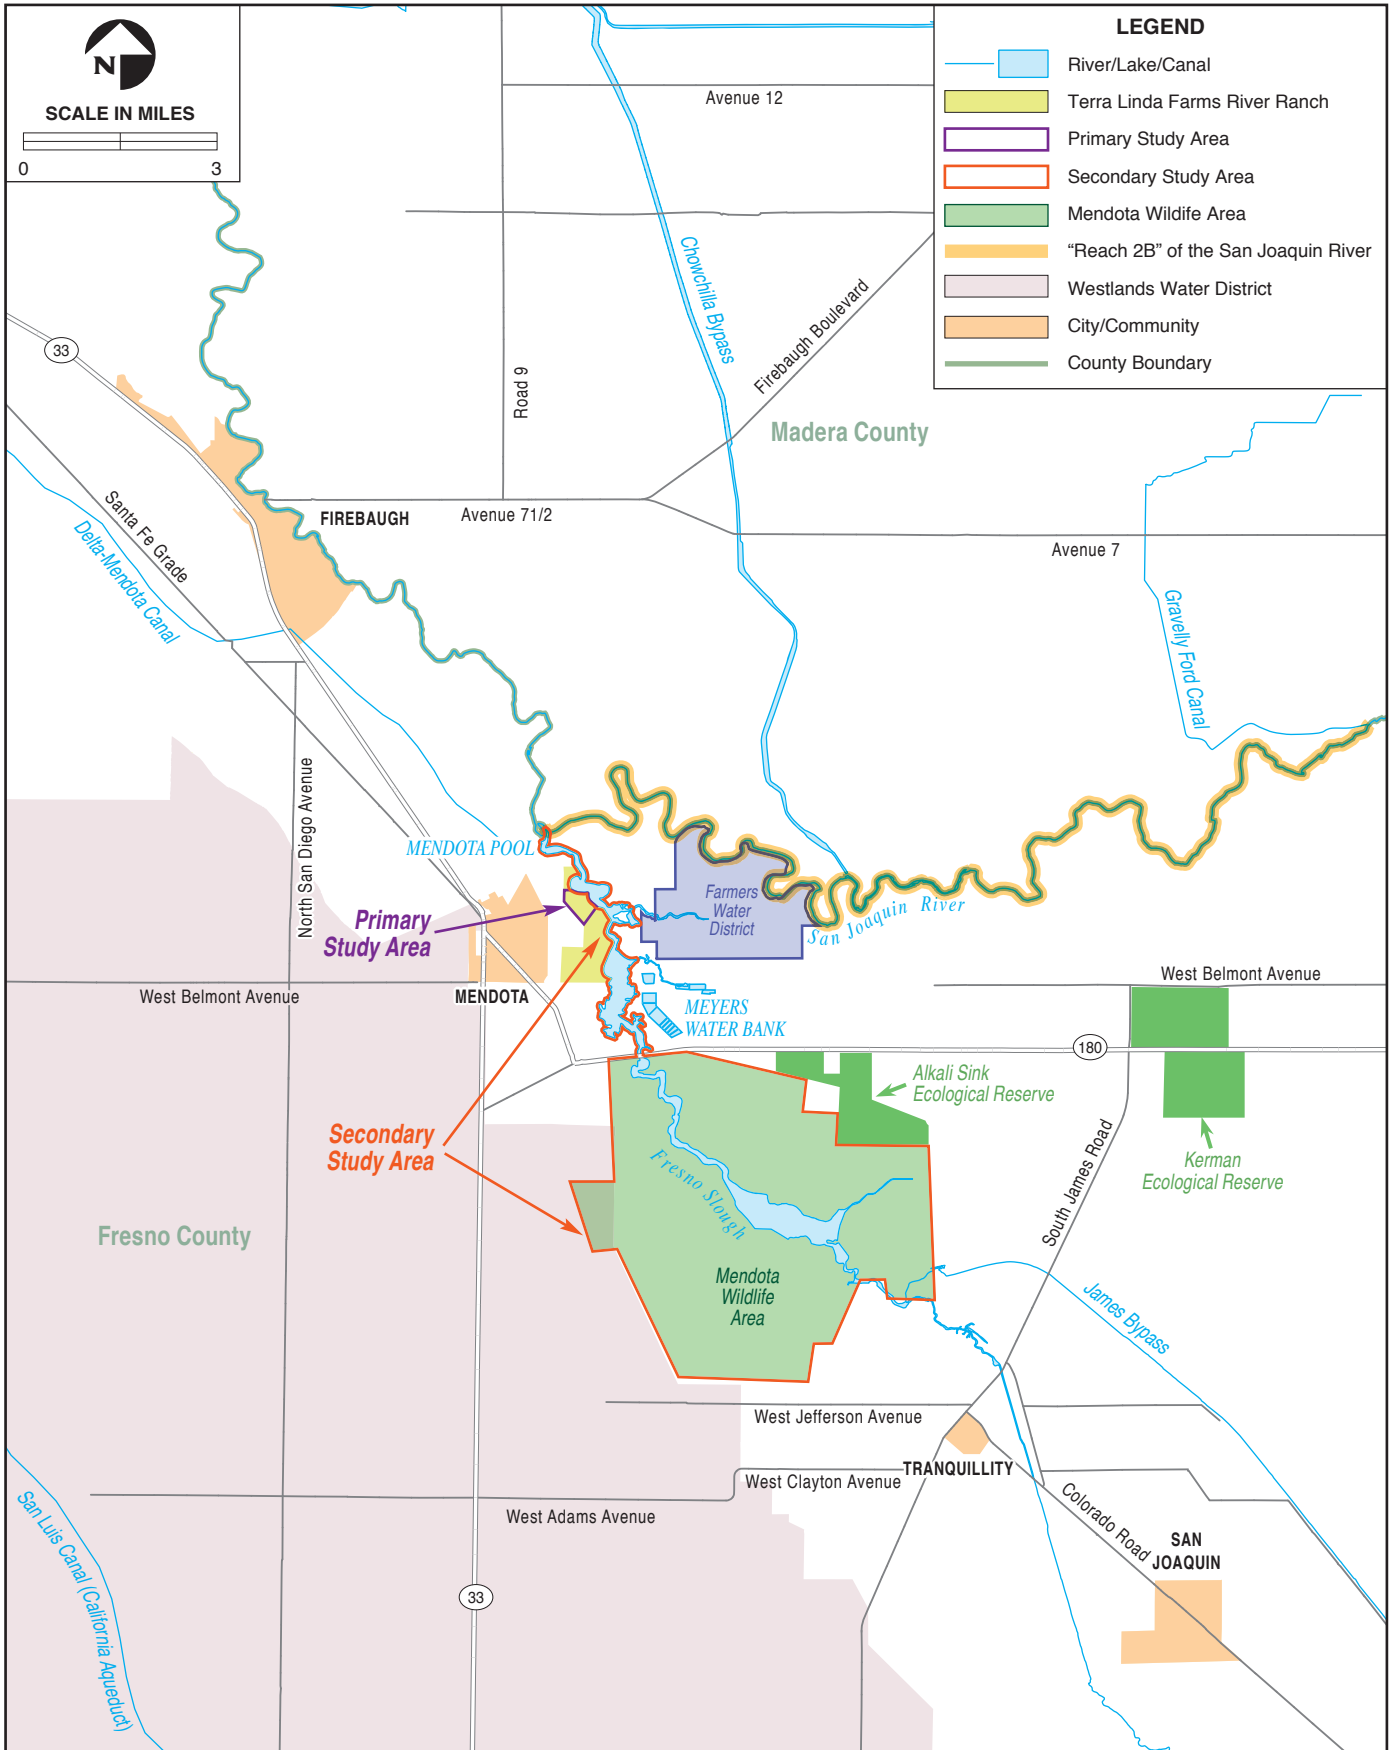 N
SCALE IN MILES
0
3
LEGEND
River/Lake/Canal
Terra Linda Farms River Ranch
Primary Study Area
Secondary Study Area
Mendota Wildife Area
“Reach 2B” of the San Joaquin River
Westlands Water District
City/Community
County Boundary
Avenue 12
Chowchilla Bypass
Firebaugh Boulevard
33
Road 9
Madera County
Santa Fe Grade
Delta-Mendota Canal
FIREBAUGH
Avenue 71/2
Avenue 7
Gravelly Ford Canal
North San Diego Avenue
MENDOTA POOL
Farmers
Water
District
San Joaquin River
Primary
Study Area
West Belmont Avenue
MENDOTA
West Belmont Avenue
MEYERS
WATER BANK
180
Alkali Sink
Ecological Reserve
Secondary
Study Area
Fresno Slough
Kerman
Ecological Reserve
South James Road
Fresno County
Mendota
Wildlife
Area
James Bypass
West Jefferson Avenue
TRANQUILLITY
West Clayton Avenue
West Adams Avenue
Colorado Road
SAN
JOAQUIN
San Luis Canal (California Aqueduct)
33